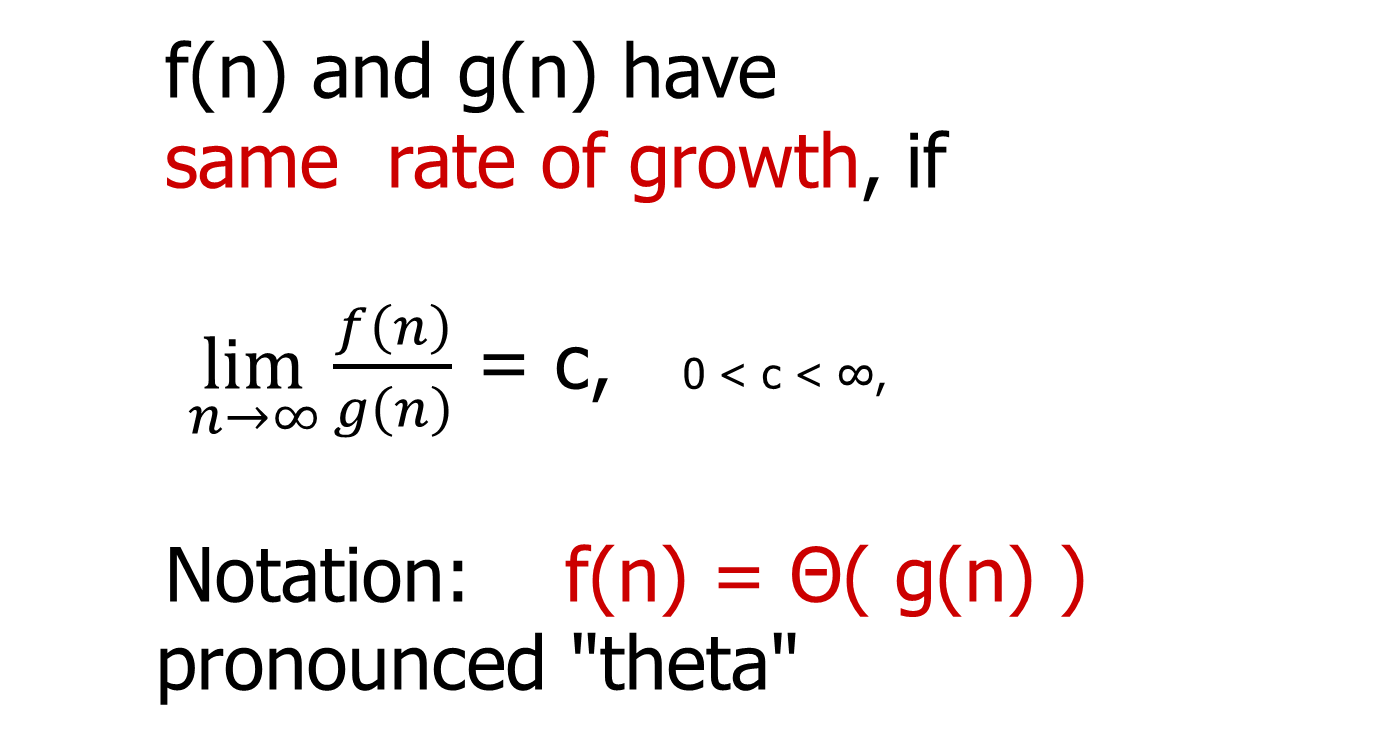 f(n) and g(n) have
same rate of growth, if
lim n→∞ f(n)/g(n) = c, 0 < c < ∞,
Notation: f(n) = Θ( g(n) )
pronounced "theta"